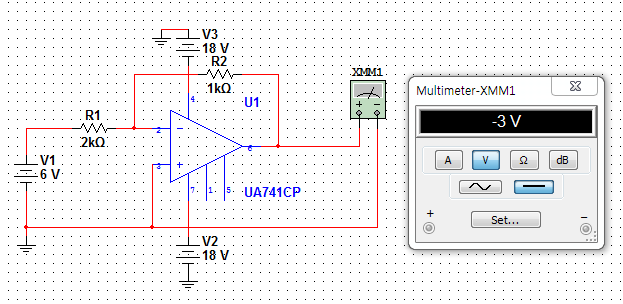 V3
18 V
R2
1kΩ
XMM1
+ −
4
U1
R1
2kΩ
2
−
6
3
+
V1
6 V
7
1
5
UA741CP
V2
18 V
Multimeter-XMM1
-3 V
A
V
Ω
dB
+
Set...
−